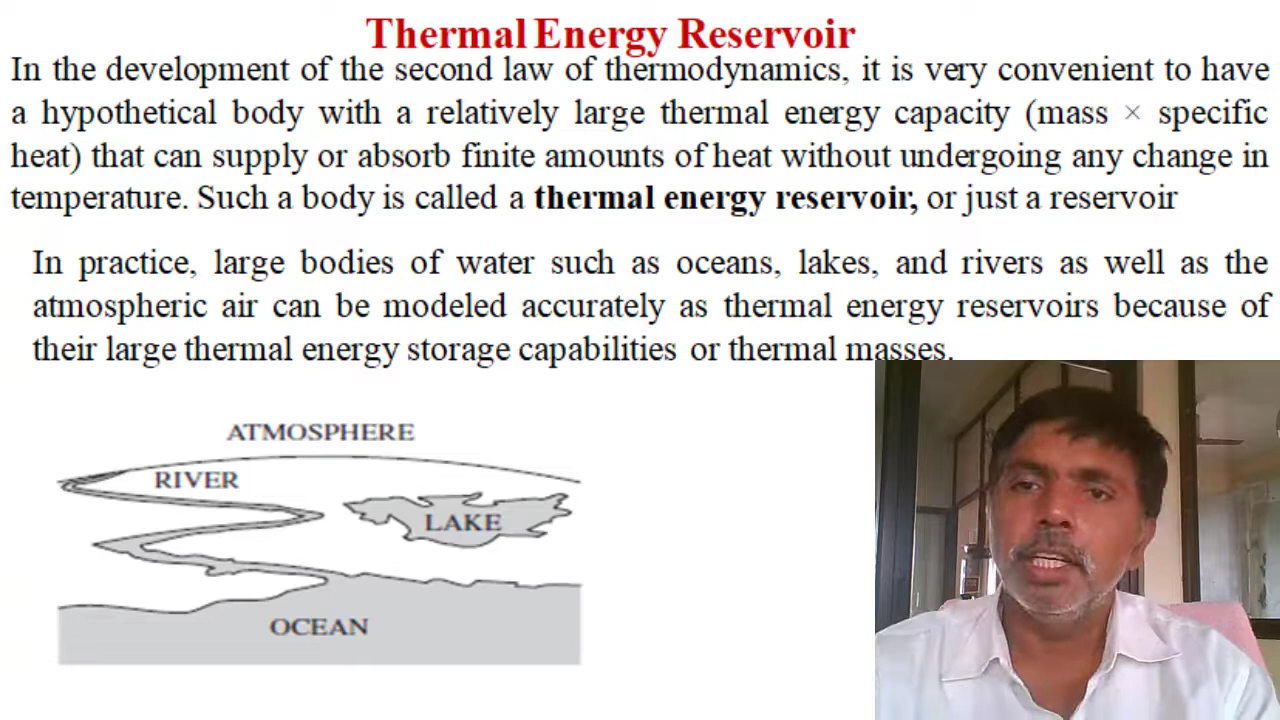 Thermal Energy Reservoir
In the development of the second law of thermodynamics, it is very convenient to have
a hypothetical body with a relatively large thermal energy capacity (mass × specific
heat) that can supply or absorb finite amounts of heat without undergoing any change in
temperature. Such a body is called a thermal energy reservoir, or just a reservoir
In practice, large bodies of water such as oceans, lakes, and rivers as well as the
atmospheric air can be modeled accurately as thermal energy reservoirs because of
their large thermal energy storage capabilities or thermal masses.
ATMOSPHERE
RIVER
LAKE
OCEAN